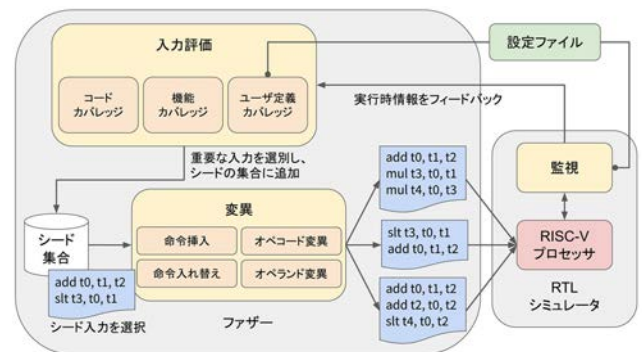 入力評価
設定ファイル
コード
カバレッジ
機能
カバレッジ
ユーザ定義
カバレッジ
実行時情報をフィードバック
重要な入力を選別し、
シードの集合に追加
add t0, t1, t2
mul t3, t0, t1
mul t4, t0, t3
監視
変異
シード
集合
命令挿入
オペコード変異
命令入れ替え
オペランド変異
slt t3, t0, t1
add t0, t1, t2
RISC-V
プロセッサ
add t0, t1, t2
slt t3, t0, t1
add t0, t1, t2
add t2, t0, t2
slt t4, t0, t2
RTL
シミュレータ
シード入力を選択
ファザー